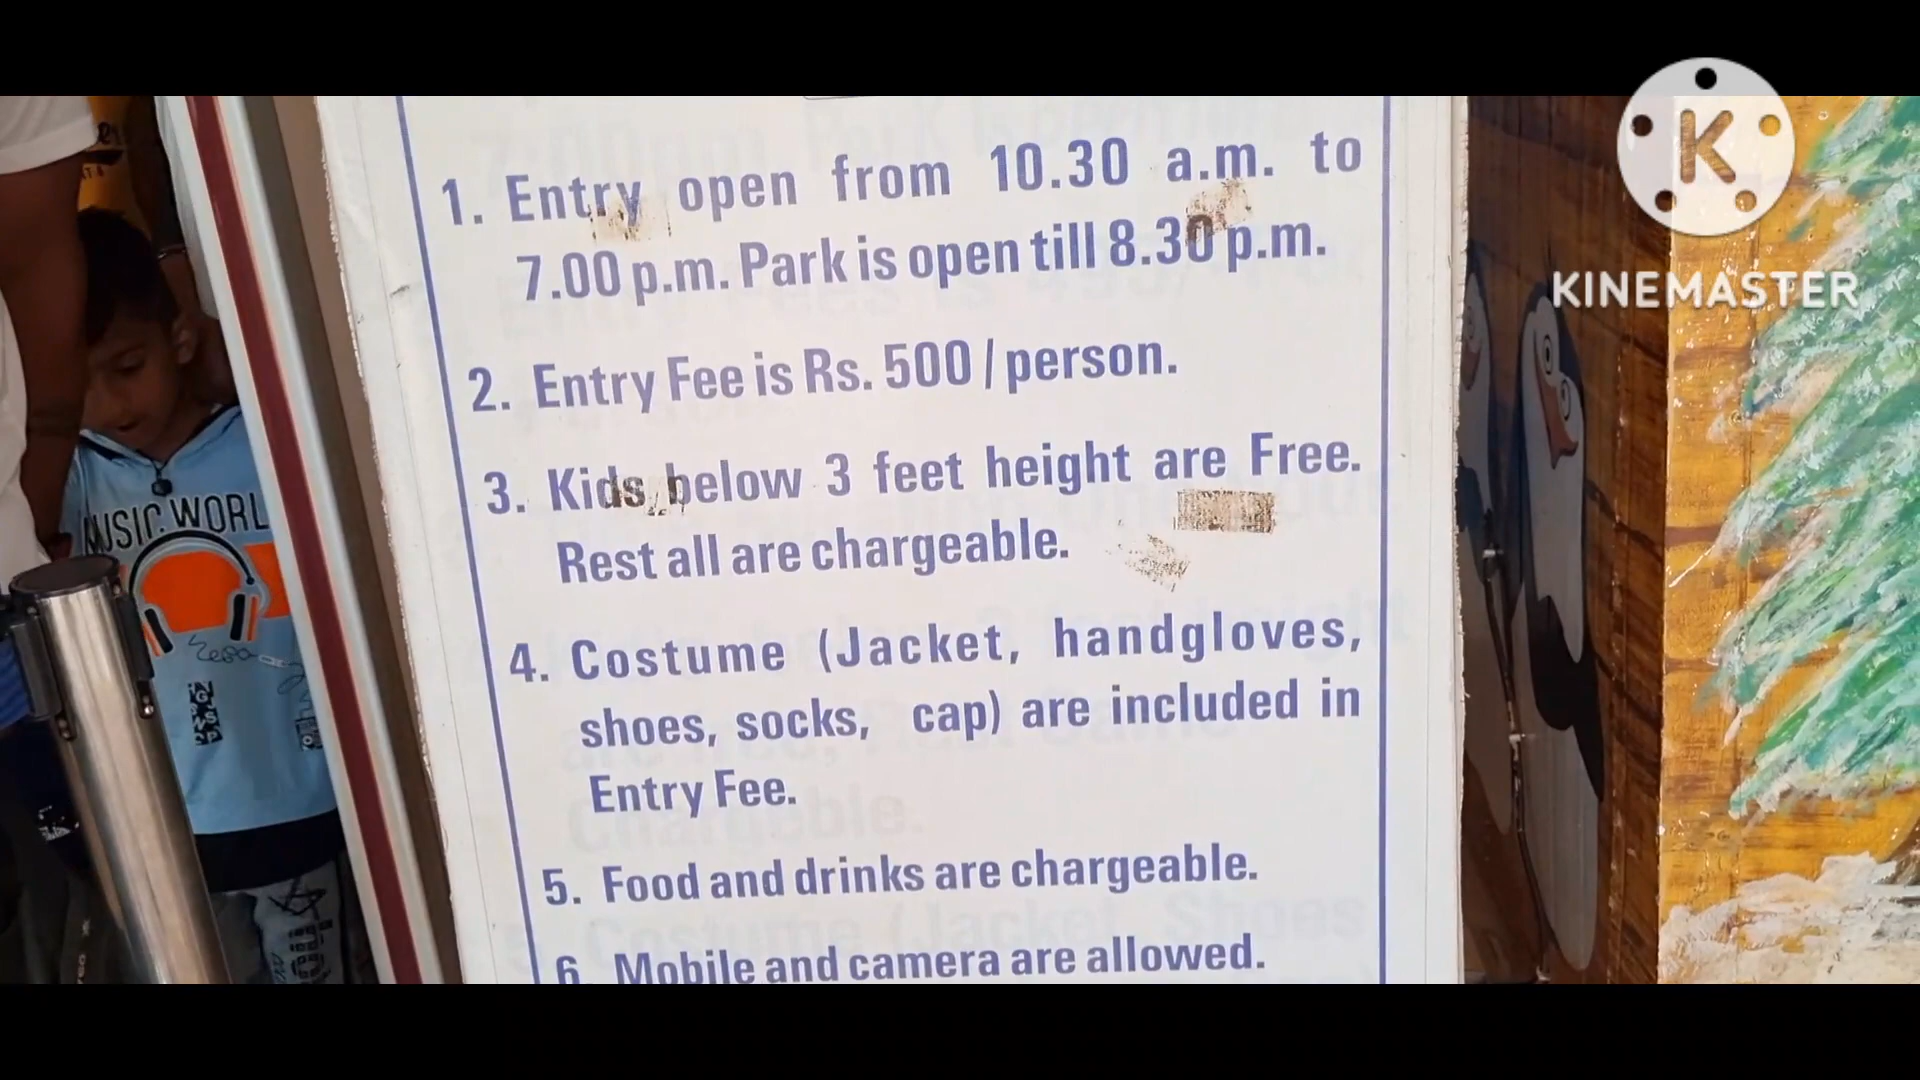 1. Entry open from 10.30 a.m. to
7.00 p.m. Park is open till 8.30 p.m.
2. Entry Fee is Rs. 500 / person.
3. Kids below 3 feet height are Free.
Rest all are chargeable.
4. Costume (Jacket, handgloves,
shoes, socks, cap) are included in
Entry Fee.
5. Food and drinks are chargeable.
6. Mobile and camera are allowed.
MUSIC WORL
K
KINEMASTER